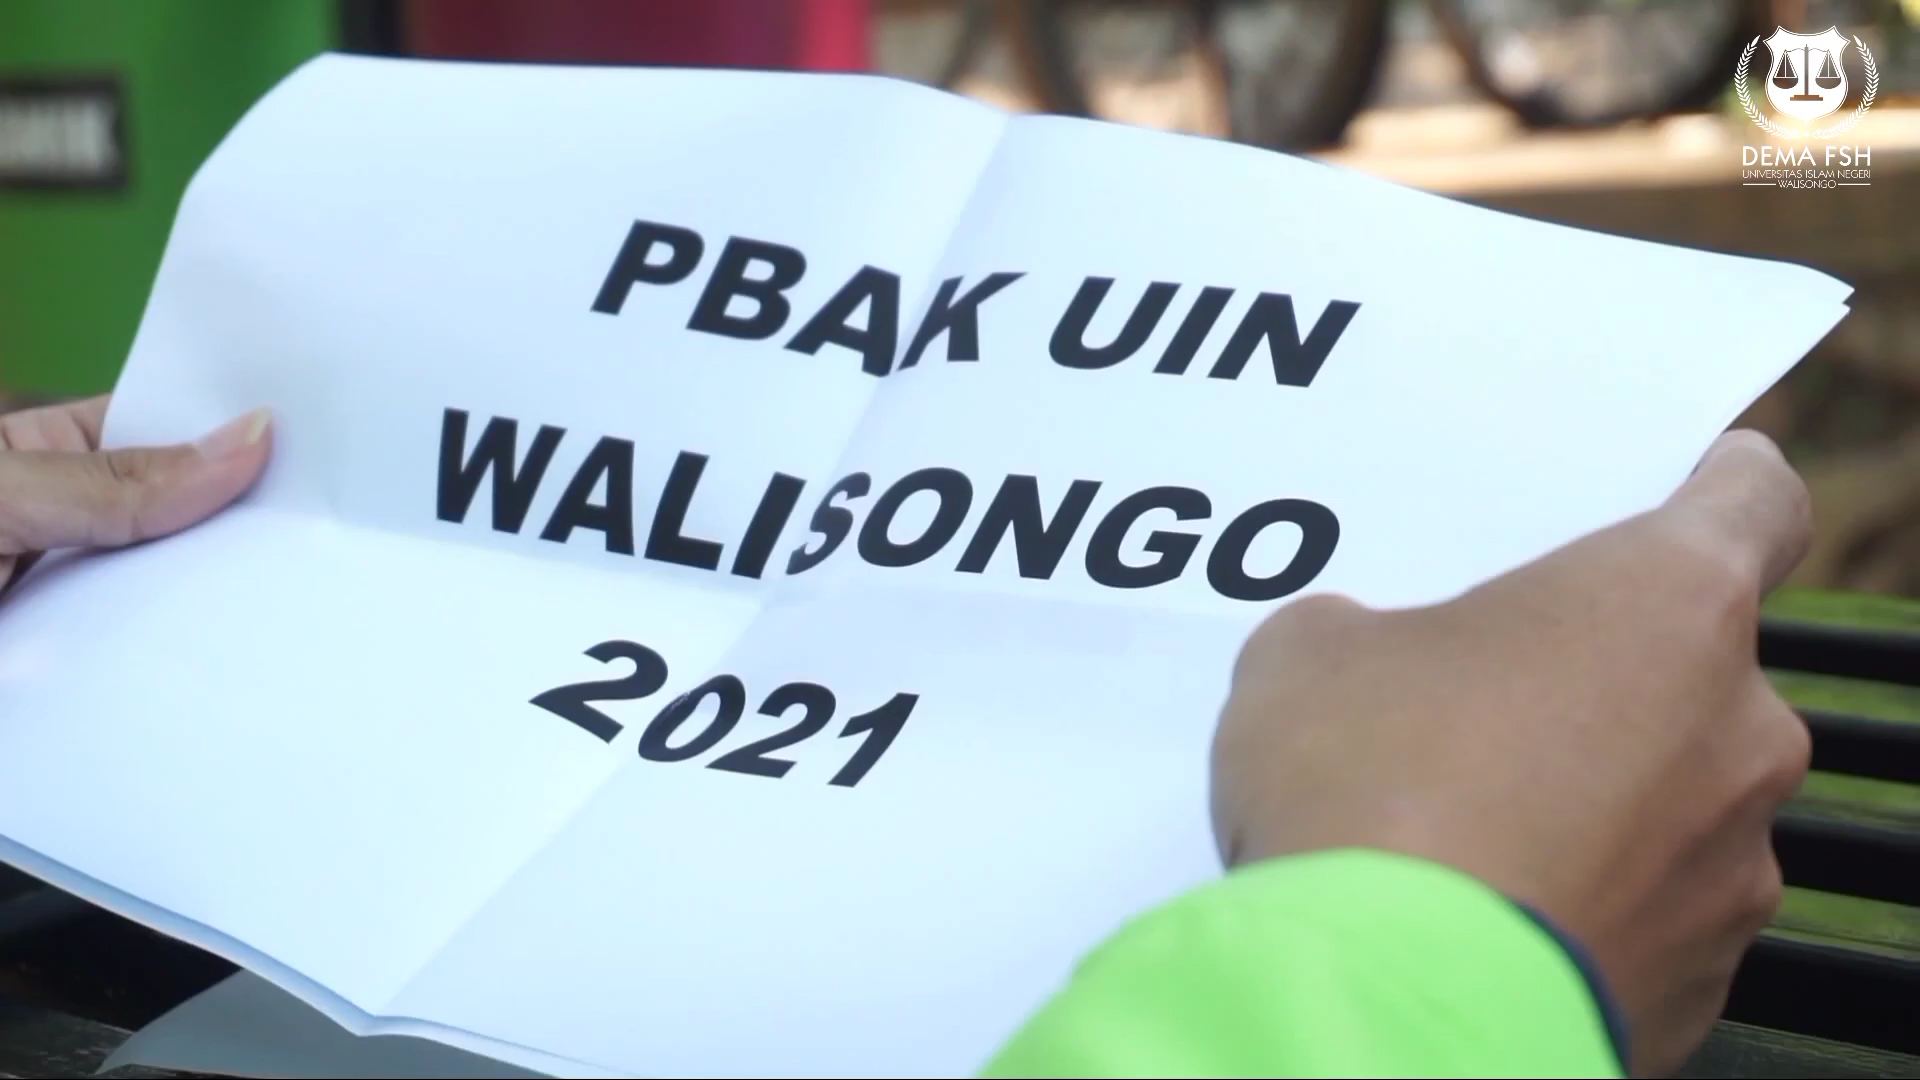 PBAK UIN
WALISONGO
2021
DEMA FSH
UNIVERSITAS ISLAM NEGERI
WALISONGO